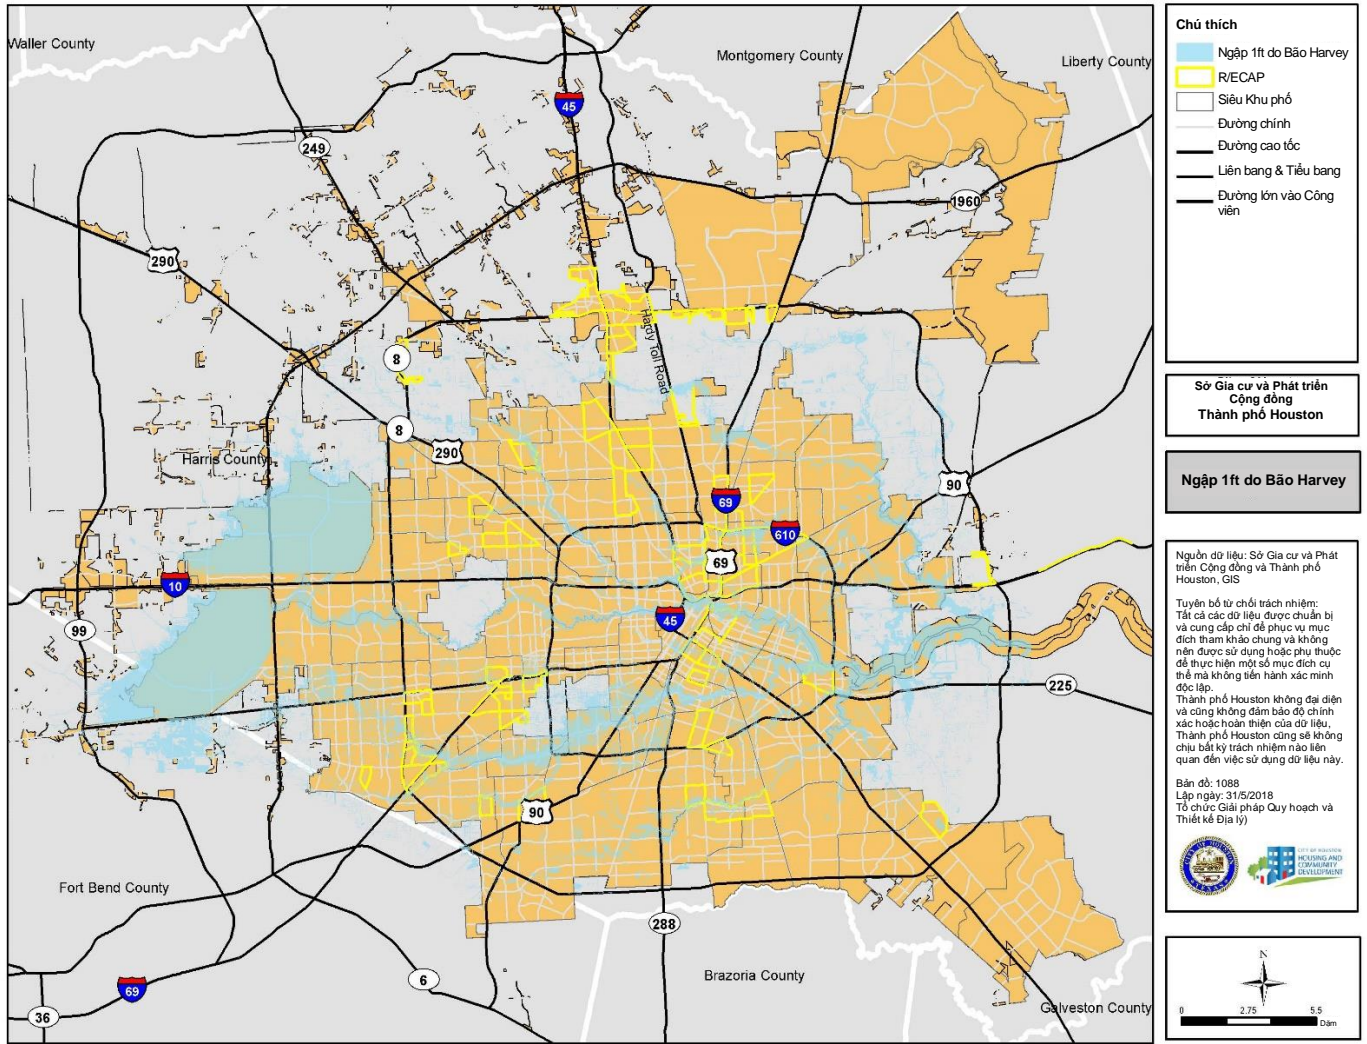 Waller County
Montgomery County
Liberty County
45
249
1960
290
Hardy Toll Road
8
8
290
Harris County
90
69
610
69
10
45
99
225
90
Fort Bend County
288
6
Brazoria County
69
Galveston County
36
Chú thích
Ngập 1ft do Bão Harvey
R/ECAP
Siêu Khu phố
Đường chính
Đường cao tốc
Liên bang & Tiểu bang
Đường lớn vào Công
viên
Sở Gia cư và Phát triển
Cộng đồng
Thành phố Houston
Ngập 1ft do Bão Harvey
Nguồn dữ liệu: Sở Gia cư và Phát
triển Cộng đồng và Thành phố
Houston, GIS
Tuyên bố từ chối trách nhiệm:
Tất cả các dữ liệu được chuẩn bị
và cung cấp chỉ để phục vụ mục
đích tham khảo chung và không
nên được sử dụng hoặc phụ thuộc
để thực hiện một số mục đích cụ
thể mà không tiến hành xác minh
độc lập.
Thành phố Houston không đại diện
và cũng không đảm bảo độ chính
xác hoặc hoàn thiện của dữ liệu,
Thành phố Houston cũng sẽ không
chịu bất kỳ trách nhiệm nào liên
quan đến việc sử dụng dữ liệu này.
Bản đồ: 1088
Lập ngày: 31/5/2018
Tổ chức Giải pháp Quy hoạch và
Thiết kế Địa lý)
CITY OF HOUSTON
HOUSING AND
COMMUNITY
DEVELOPMENT
N
0 2.75 5.5
Dặm